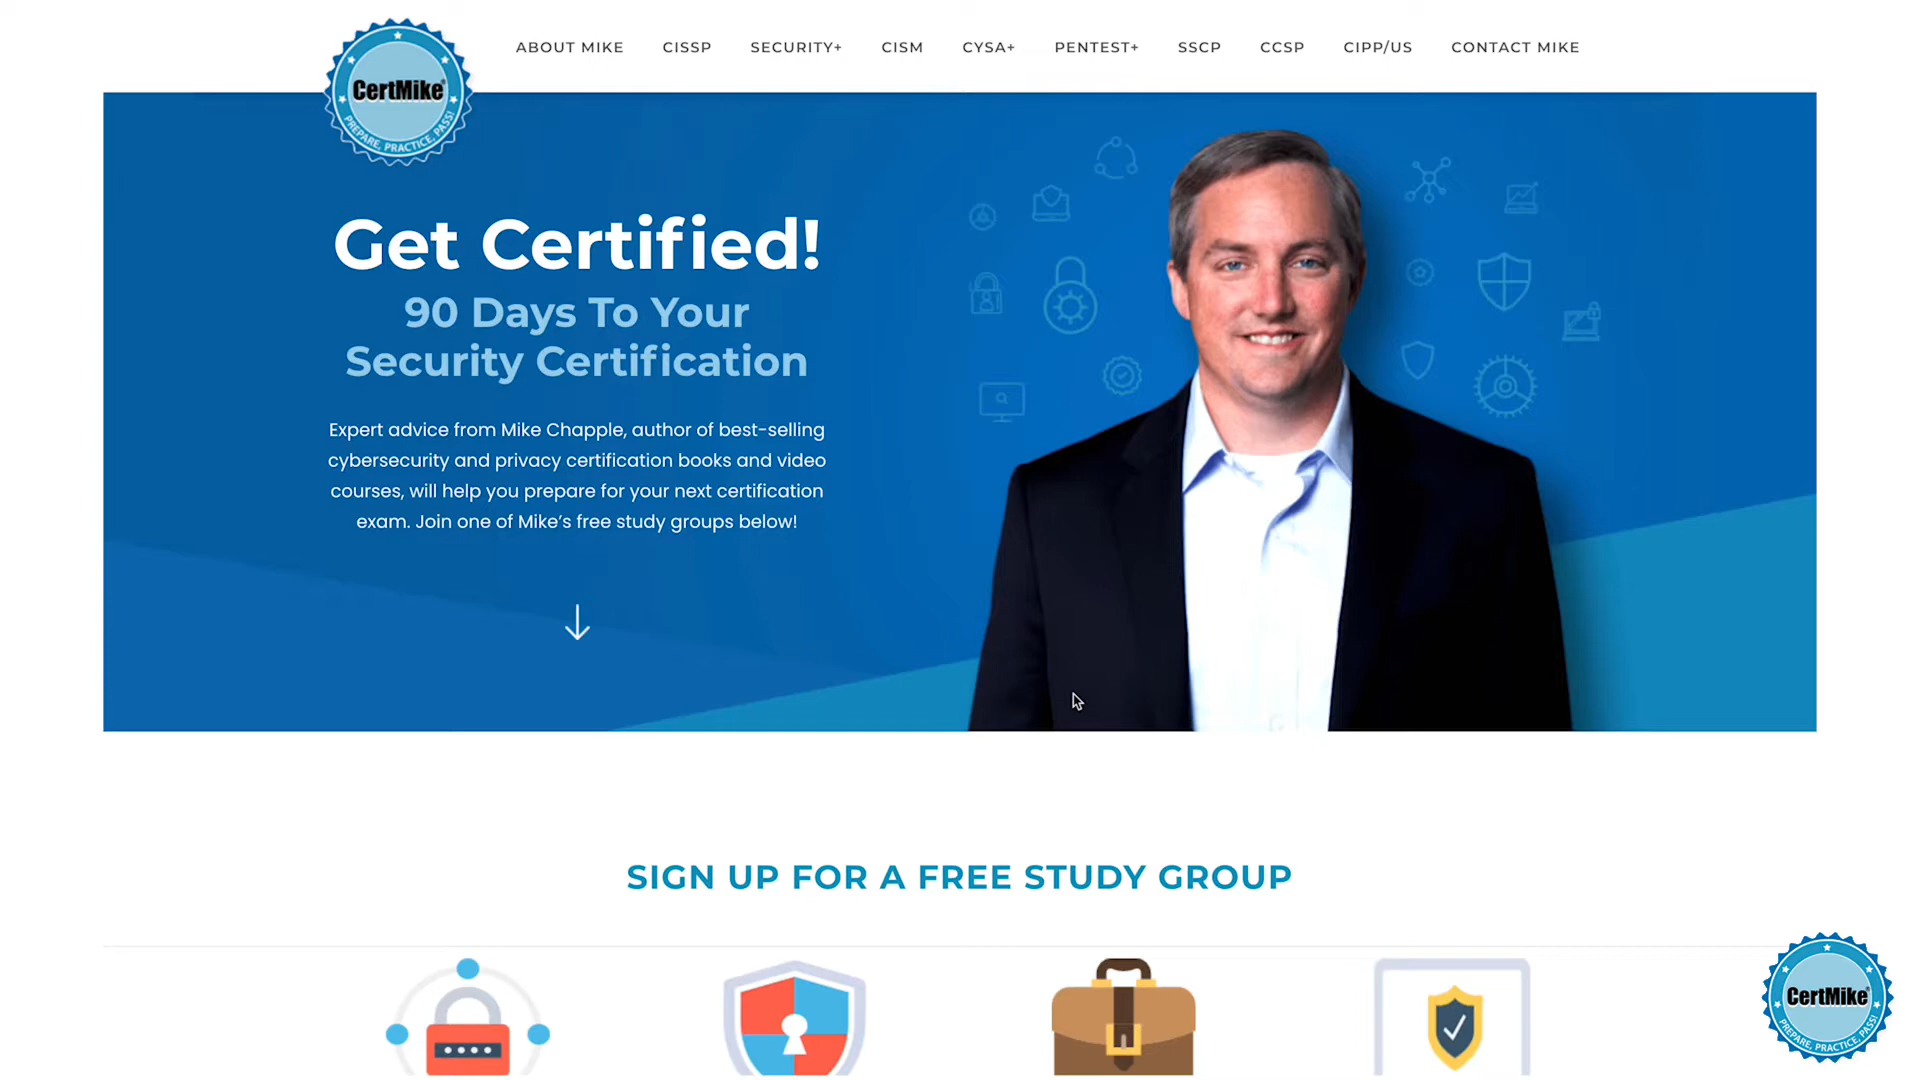 CertMike®
PREPARE, PRACTICE, PASS!
ABOUT MIKE
CISSP
SECURITY+
CISM
CYSA+
PENTEST+
SSCP
CCSP
CIPP/US
CONTACT MIKE
Get Certified!
90 Days To Your
Security Certification
Expert advice from Mike Chapple, author of best-selling
cybersecurity and privacy certification books and video
courses, will help you prepare for your next certification
exam. Join one of Mike’s free study groups below!
SIGN UP FOR A FREE STUDY GROUP
CertMike®
PREPARE, PRACTICE, PASS!